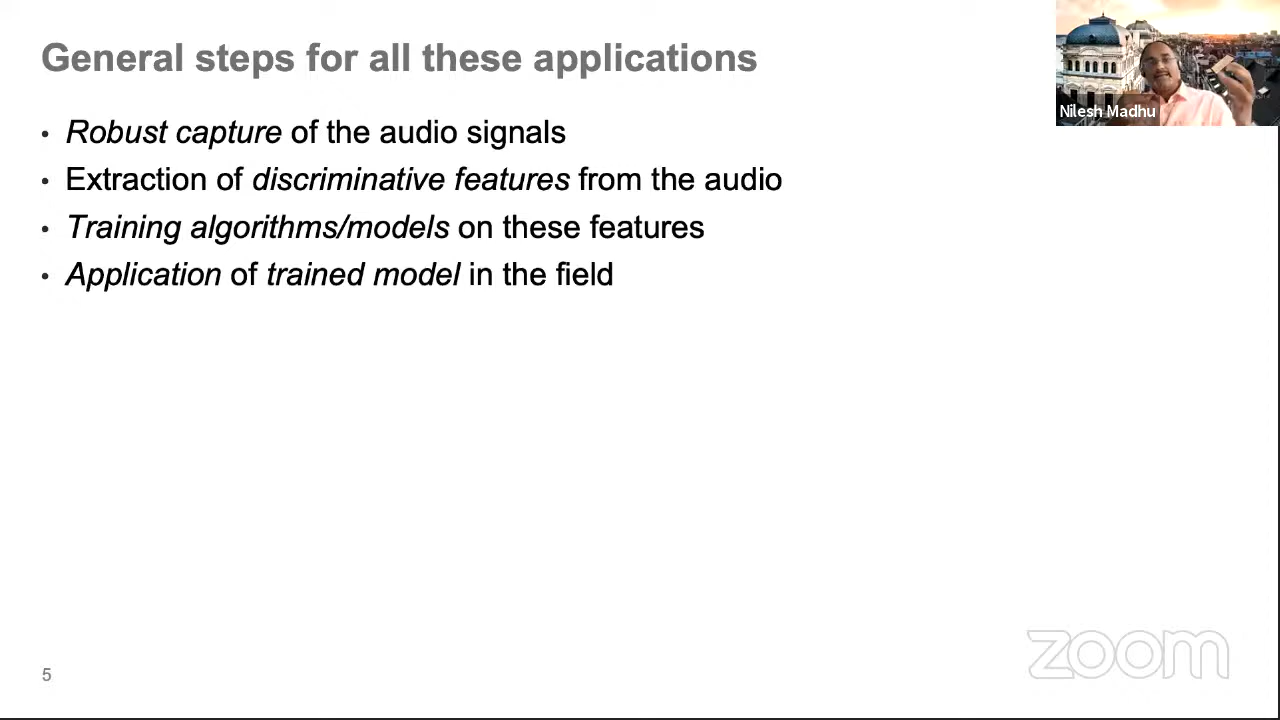 General steps for all these applications
Nilesh Madhu
• Robust capture of the audio signals
• Extraction of discriminative features from the audio
• Training algorithms/models on these features
• Application of trained model in the field
5
zoom